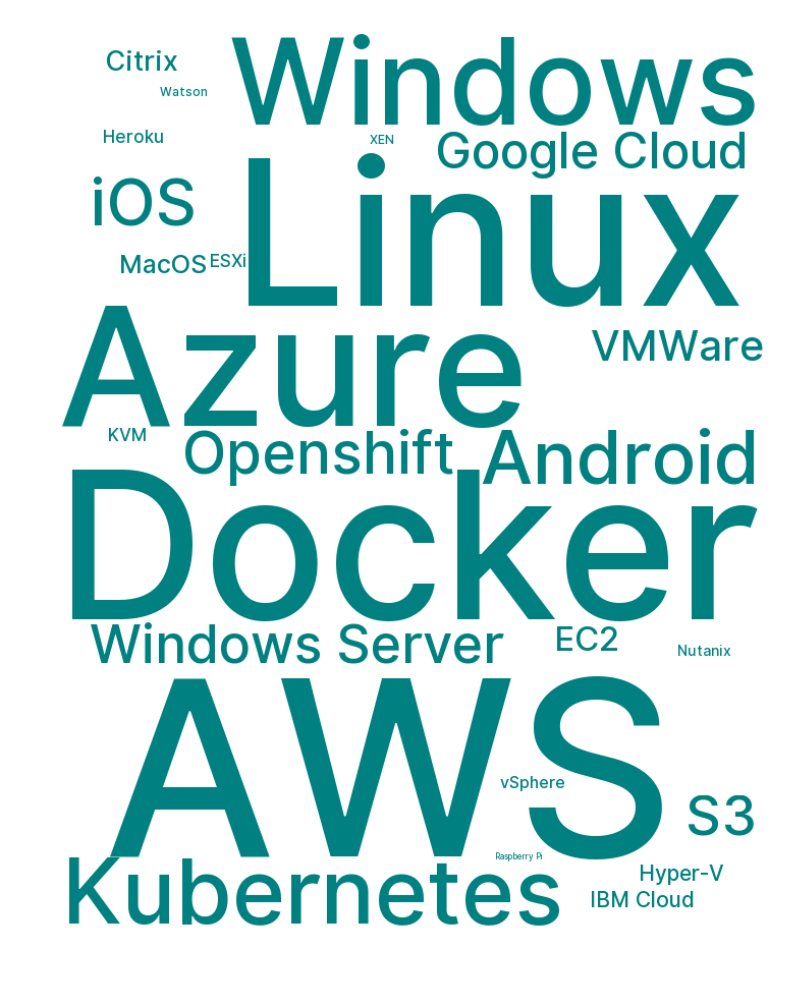 Citrix
Windows
Watson
Heroku
XEN
Google Cloud
iOS
Linux
MacOS
ESXi
Azure
VMWare
KVM
Openshift
Android
Docker
Windows Server
EC2
Nutanix
AWS
vSphere
S3
Raspberry Pi
Kubernetes
Hyper-V
IBM Cloud